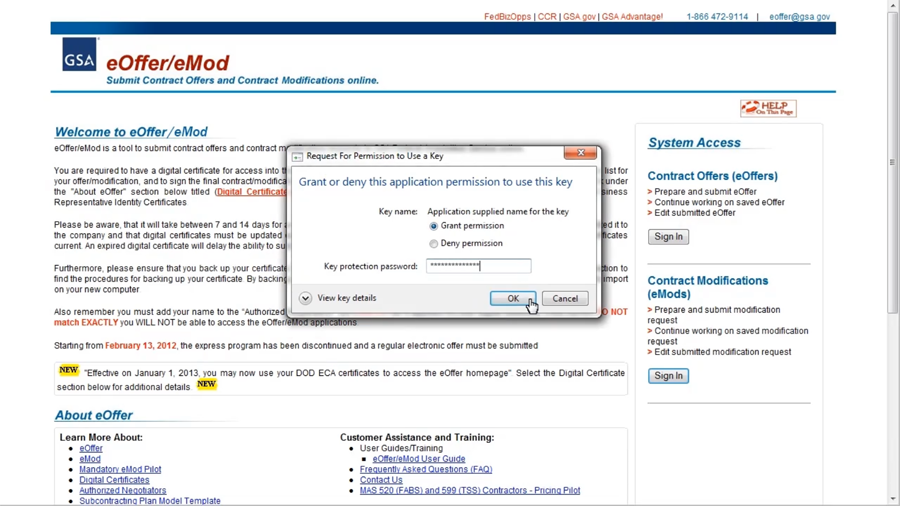 FedBizOpps | CCR | GSA.gov | GSA Advantage!
1-866 472-9114 | eoffer@gsa.gov
GSA
eOffer/eMod
Submit Contract Offers and Contract Modifications online.
HELP
On This Page
Welcome to eOffer/eMod
eOffer/eMod is a tool to submit contract offers and contract
You are required to have a digital certificate for access into
list for
your offer/modification, and to sign the final contract/modific
under
the "About eOffer" section below titled (Digital Certificate
siness
Representative Identity Certificates
Please be aware, that it will take between 7 and 14 days for
ed it to
the company and that digital certificates must be updated
current. An expired digital certificate will delay the ability to su
Furthermore, please ensure that you back up your certificat
ction to
find the procedures for backing up your certificate.
import
on your new computer
Also remember you must add your name to the "Authorized
DO NOT
match EXACTLY you WILL NOT be able to access the eOffer/eMod applications
Starting from February 13, 2012, the express program has been discontinued and a regular electronic offer must be submitted
NEW "Effective on January 1, 2013, you may now use your DOD ECA certificates to access the eOffer homepage". Select the Digital Certificate
section below for additional details. NEW
About eOffer
Learn More About:
eOffer
eMod
Mandatory eMod Pilot
Digital Certificates
Authorized Negotiators
Subcontracting Plan Model Template
Customer Assistance and Training:
User Guides/Training
eOffer/eMod User Guide
Frequently Asked Questions (FAQ)
Contact Us
MAS 520 (FABS) and 599 (TSS) Contractors - Pricing Pilot
Request For Permission to Use a Key
Grant or deny this application permission to use this key
Key name: Application supplied name for the key
Grant permission
Deny permission
Key protection password: **************
View key details
OK
Cancel
System Access
Contract Offers (eOffers)
> Prepare and submit eOffer
> Continue working on saved eOffer
> Edit submitted eOffer
Sign In
Contract Modifications
(eMods)
> Prepare and submit modification
request
> Continue working on saved modification
request
> Edit submitted modification request
Sign In